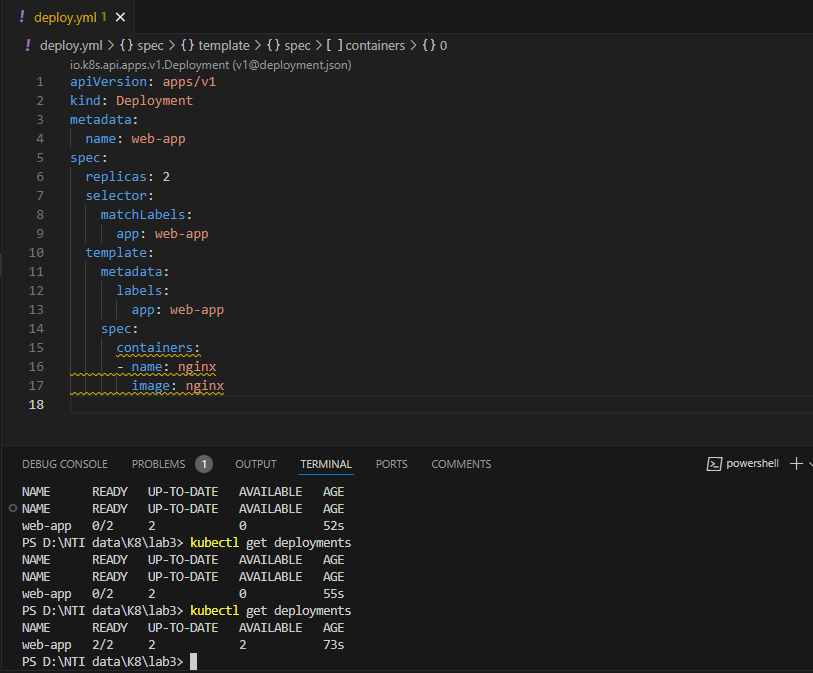 ! deploy.yml 1 ×
! deploy.yml > {} spec > {} template > {} spec > [ ] containers > {} 0
io.k8s.api.apps.v1.Deployment (v1@deployment.json)
1 apiVersion: apps/v1
2 kind: Deployment
3 metadata:
4   name: web-app
5 spec:
6   replicas: 2
7   selector:
8     matchLabels:
9       app: web-app
10   template:
11     metadata:
12       labels:
13         app: web-app
14     spec:
15       containers:
16       - name: nginx
17         image: nginx
18
DEBUG CONSOLE PROBLEMS 1 OUTPUT TERMINAL PORTS COMMENTS powershell +
NAME READY UP-TO-DATE AVAILABLE AGE
NAME READY UP-TO-DATE AVAILABLE AGE
web-app 0/2 2 0 52s
PS D:\NTI data\K8\lab3> kubectl get deployments
NAME READY UP-TO-DATE AVAILABLE AGE
NAME READY UP-TO-DATE AVAILABLE AGE
web-app 0/2 2 0 55s
PS D:\NTI data\K8\lab3> kubectl get deployments
NAME READY UP-TO-DATE AVAILABLE AGE
web-app 2/2 2 2 73s
PS D:\NTI data\K8\lab3>